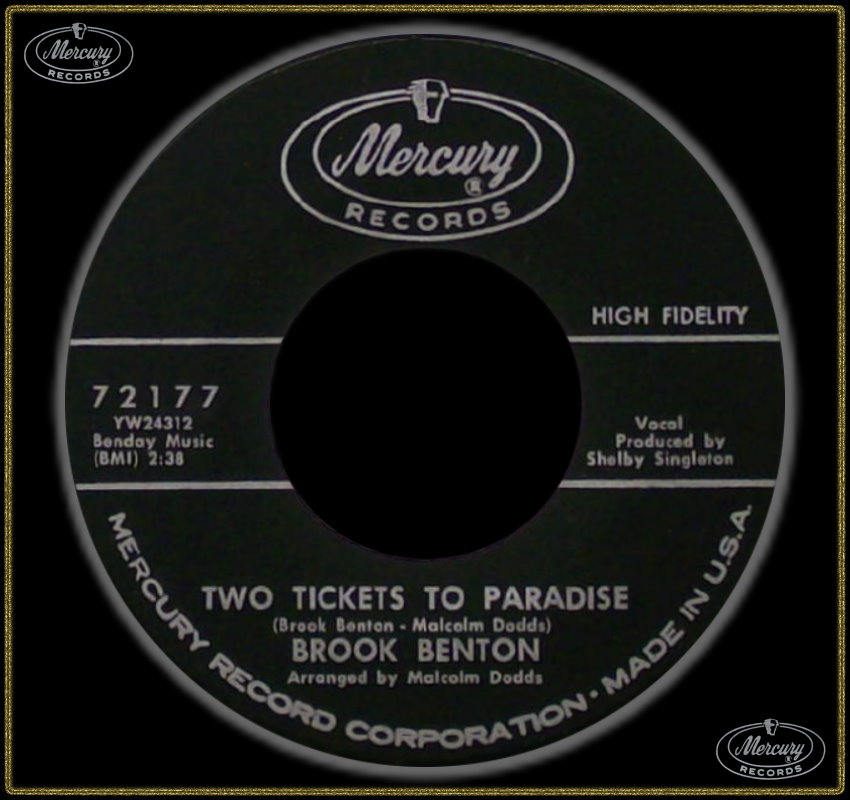 Mercury
®
RECORDS
Mercury
®
RECORDS
HIGH FIDELITY
72177
YW24312
Benday Music
(BMI) 2:38
Vocal
Produced by
Shelby Singleton
TWO TICKETS TO PARADISE
(Brook Benton - Malcolm Dodds)
BROOK BENTON
Arranged by Malcolm Dodds
MERCURY RECORD CORPORATION • MADE IN U.S.A.
Mercury
®
RECORDS